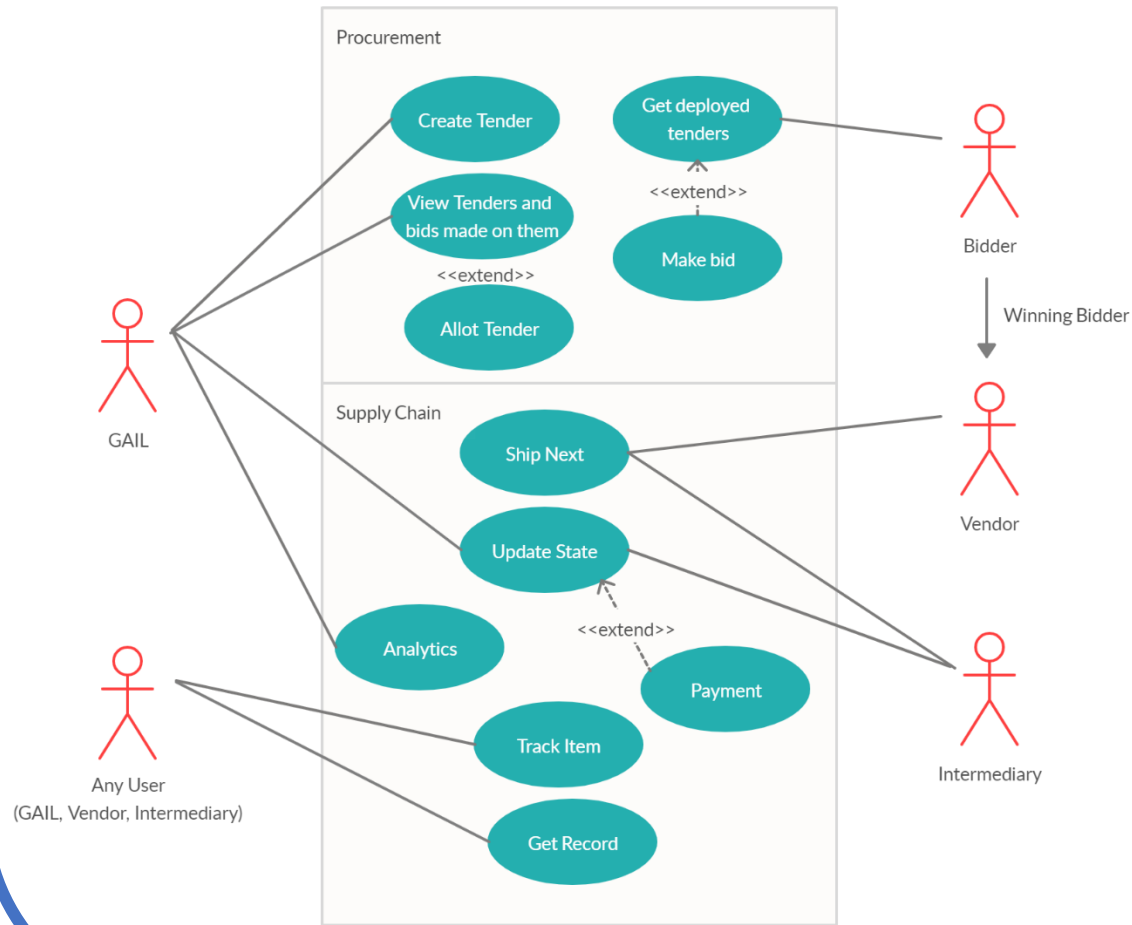 Procurement
Create Tender
Get deployed
tenders
<<extend>>
View Tenders and
bids made on them
<<extend>>
Make bid
Allot Tender
Bidder
Winning Bidder
GAIL
Supply Chain
Ship Next
Vendor
Update State
<<extend>>
Analytics
Payment
Track Item
Intermediary
Any User
(GAIL, Vendor, Intermediary)
Get Record